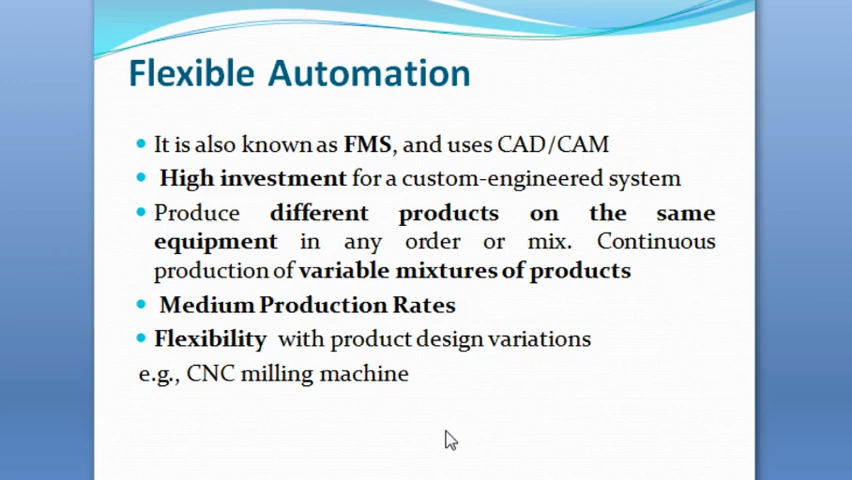 Flexible Automation
• It is also known as FMS, and uses CAD/CAM
• High investment for a custom-engineered system
• Produce different products on the same
equipment in any order or mix. Continuous
production of variable mixtures of products
• Medium Production Rates
• Flexibility with product design variations
e.g., CNC milling machine